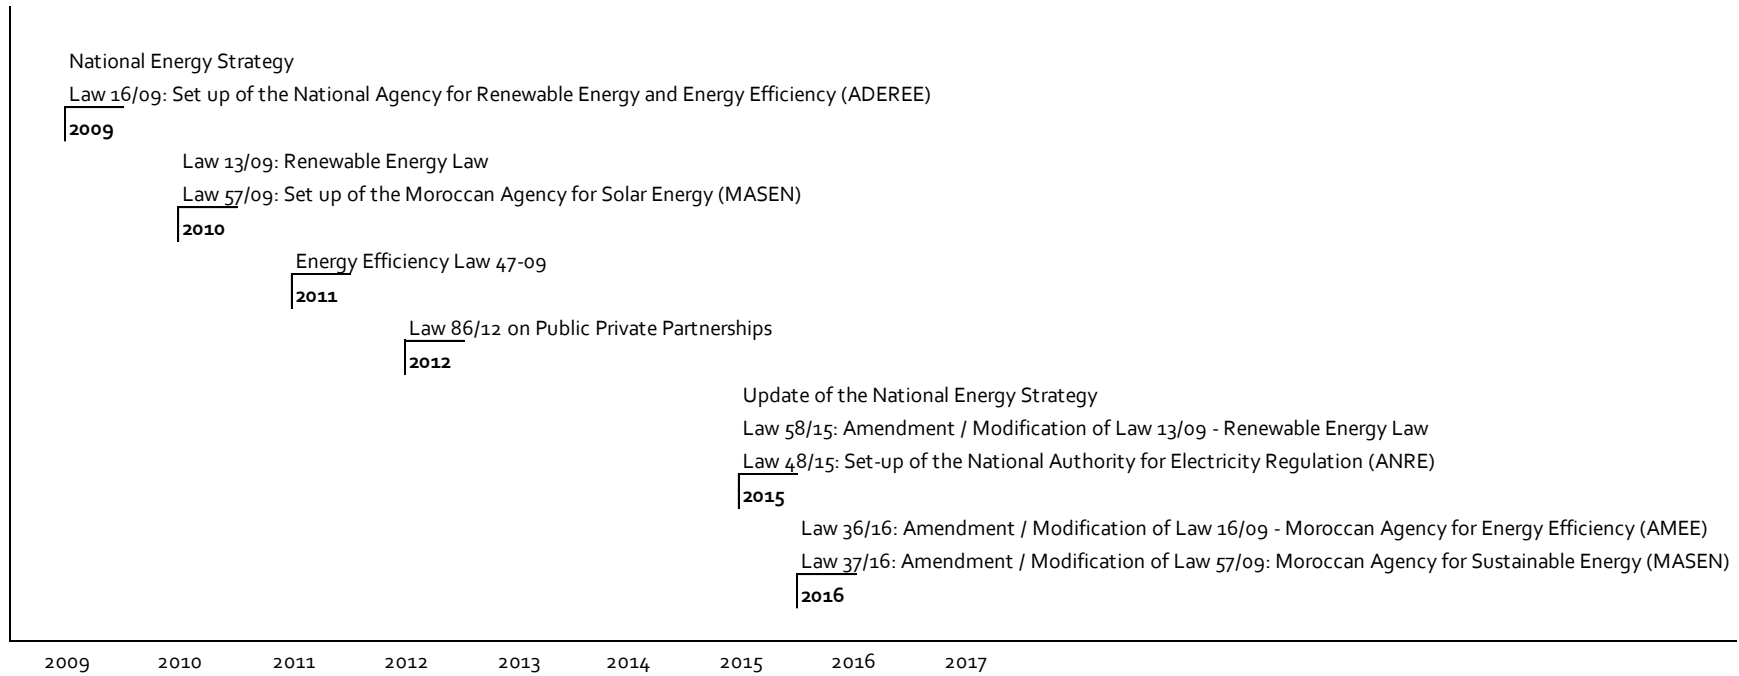 National Energy Strategy
Law 16/09: Set up of the National Agency for Renewable Energy and Energy Efficiency (ADEREE)
2009
Law 13/09: Renewable Energy Law
Law 57/09: Set up of the Moroccan Agency for Solar Energy (MASEN)
2010
Energy Efficiency Law 47-09
2011
Law 86/12 on Public Private Partnerships
2012
Update of the National Energy Strategy
Law 58/15: Amendment / Modification of Law 13/09 - Renewable Energy Law
Law 48/15: Set-up of the National Authority for Electricity Regulation (ANRE)
2015
Law 36/16: Amendment / Modification of Law 16/09 - Moroccan Agency for Energy Efficiency (AMEE)
Law 37/16: Amendment / Modification of Law 57/09: Moroccan Agency for Sustainable Energy (MASEN)
2016
2009 2010 2011 2012 2013 2014 2015 2016 2017